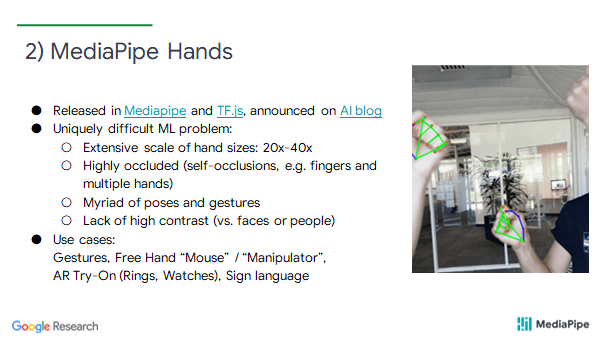 2) MediaPipe Hands
● Released in Mediapipe and TF.js, announced on AI blog
● Uniquely difficult ML problem:
○ Extensive scale of hand sizes: 20x-40x
○ Highly occluded (self-occlusions, e.g. fingers and
multiple hands)
○ Myriad of poses and gestures
○ Lack of high contrast (vs. faces or people)
● Use cases:
Gestures, Free Hand “Mouse” / “Manipulator”,
AR Try-On (Rings, Watches), Sign language
Google Research
MediaPipe